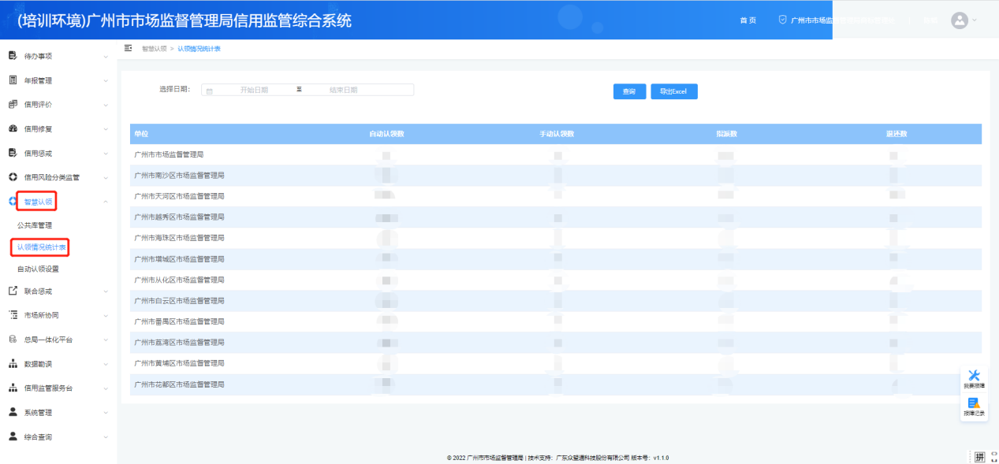 (培训环境)广州市市场监督管理局信用监管综合系统
首页
广州市市场监
待办事项
年报管理
信用评价
信用修复
信用惩戒
信用风险分类监管
智慧认领
公共库管理
认领情况统计表
自动认领设置
联合惩戒
市场所协同
总局一体化平台
数据勘误
信用监管服务台
系统管理
综合查询
智慧认领 > 认领情况统计表
选择日期： 开始日期 至 结束日期 查询 导出Excel
单位 自动认领数 手动认领数 指派数 退还数
广州市市场监督管理局
广州市南沙区市场监督管理局
广州市天河区市场监督管理局
广州市越秀区市场监督管理局
广州市海珠区市场监督管理局
广州市增城区市场监督管理局
广州市从化区市场监督管理局
广州市白云区市场监督管理局
广州市番禺区市场监督管理局
广州市荔湾区市场监督管理局
广州市黄埔区市场监督管理局
广州市花都区市场监督管理局
我要报障
报障记录
© 2022 广州市市场监督管理局 | 技术支持：广东众望通科技股份有限公司 版本号：v1.1.0
拼